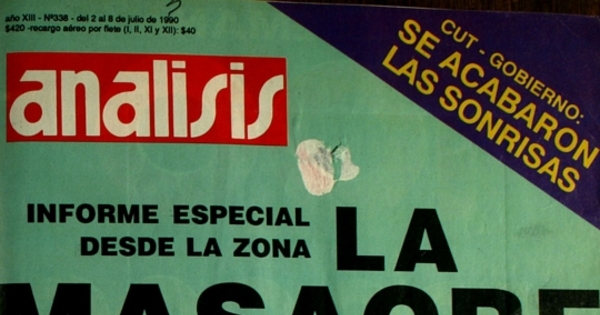 año XIII - Nº338 - del 2 al 8 de julio de 1990
$420 -recargo aéreo por flete (I, II, XI y XII): $40
analisis
CUT - GOBIERNO:
SE ACABARON
LAS SONRISAS
INFORME ESPECIAL
DESDE LA ZONA
LA
MASACRE